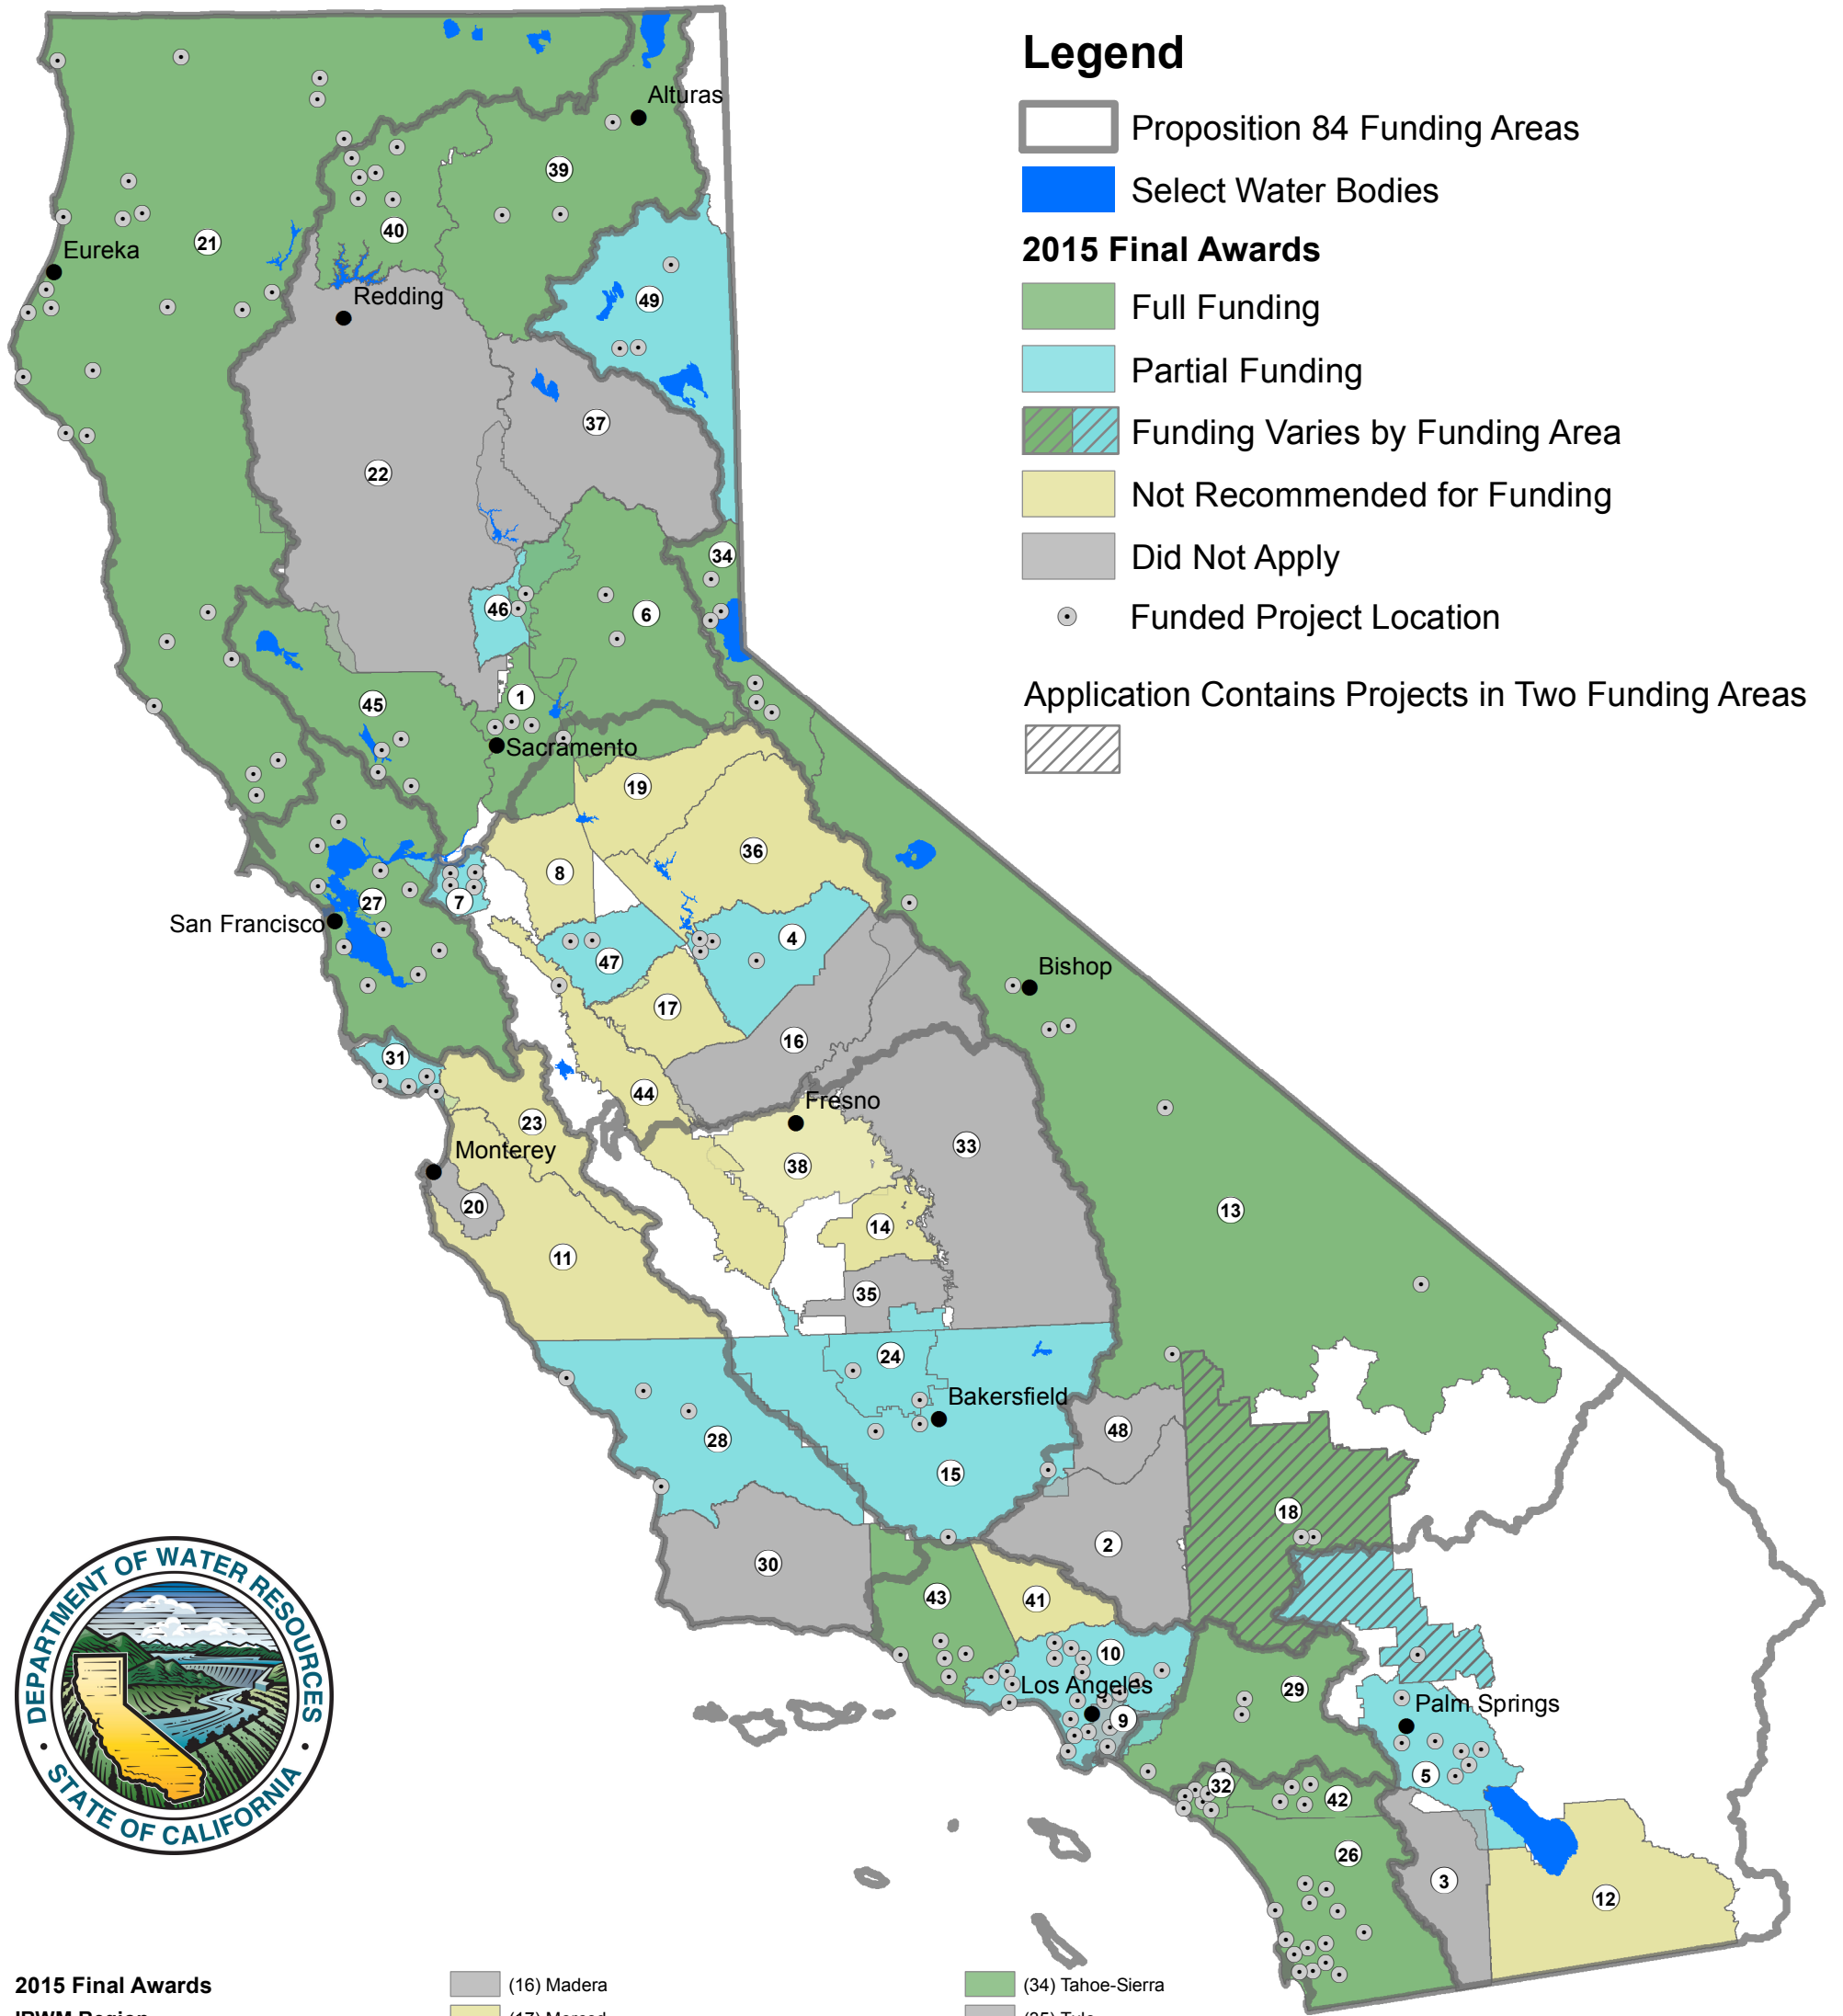 Legend
Proposition 84 Funding Areas
Select Water Bodies
2015 Final Awards
Full Funding
Partial Funding
Funding Varies by Funding Area
Not Recommended for Funding
Did Not Apply
Funded Project Location
Application Contains Projects in Two Funding Areas
Alturas
39
40
21
Eureka
49
Redding
37
22
34
46
6
1
45
Sacramento
19
36
8
27
7
San Francisco
4
47
Bishop
17
16
31
44
Fresno
23
33
Monterey
38
20
13
14
11
35
24
Bakersfield
48
28
15
18
2
30
43
41
10
Los Angeles
29
Palm Springs
9
5
32
42
26
3
12
DEPARTMENT OF WATER RESOURCES
STATE OF CALIFORNIA
2015 Final Awards
(16) Madera
(34) Tahoe-Sierra